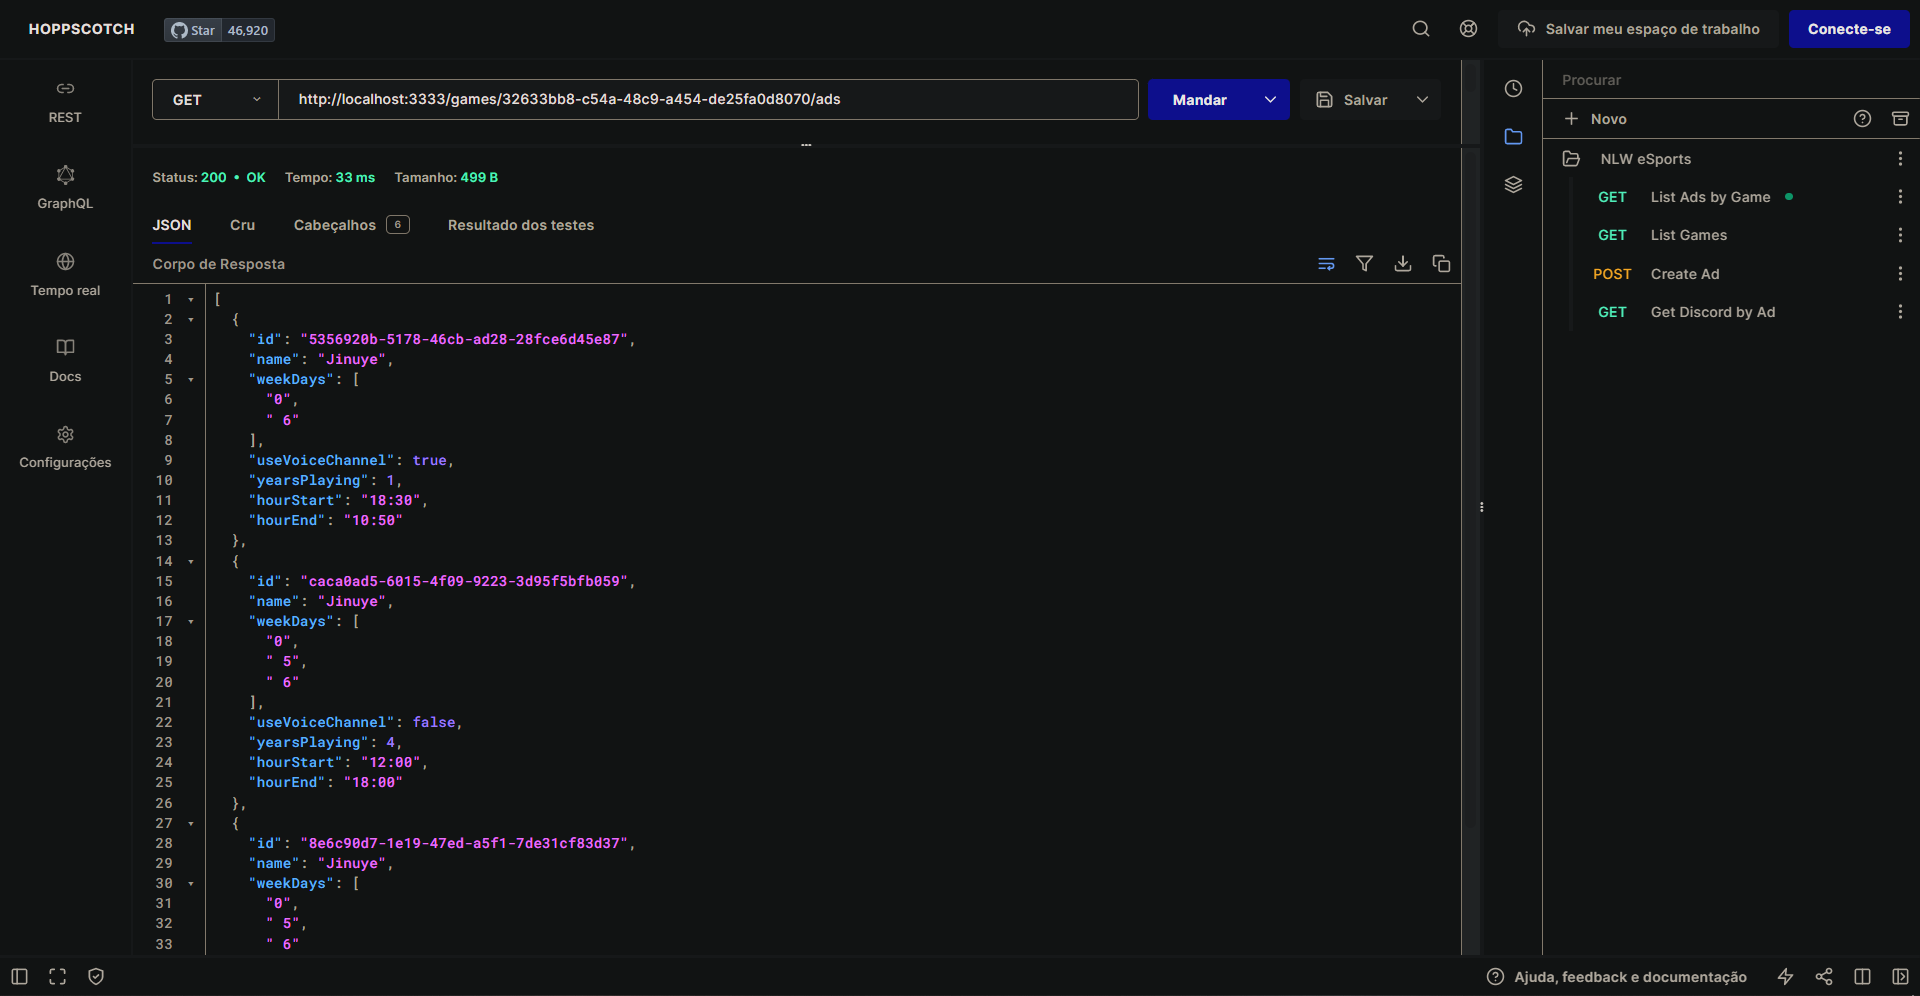 HOPPSCOTCH
Star 46,920
Salvar meu espaço de trabalho
Conecte-se
REST
GraphQL
Tempo real
Docs
Configurações
GET http://localhost:3333/games/32633bb8-c54a-48c9-a454-de25fa0d8070/ads
Mandar
Salvar
Status: 200 • OK Tempo: 33 ms Tamanho: 499 B
JSON Cru Cabeçalhos 6 Resultado dos testes
Corpo de Resposta
1 [
2 {
3 "id": "5356920b-5178-46cb-ad28-28fce6d45e87",
4 "name": "Jinuye",
5 "weekDays": [
6 "0",
7 " 6"
8 ],
9 "useVoiceChannel": true,
10 "yearsPlaying": 1,
11 "hourStart": "18:30",
12 "hourEnd": "10:50"
13 },
14 {
15 "id": "caca0ad5-6015-4f09-9223-3d95f5bfb059",
16 "name": "Jinuye",
17 "weekDays": [
18 "0",
19 " 5",
20 " 6"
21 ],
22 "useVoiceChannel": false,
23 "yearsPlaying": 4,
24 "hourStart": "12:00",
25 "hourEnd": "18:00"
26 },
27 {
28 "id": "8e6c90d7-1e19-47ed-a5f1-7de31cf83d37",
29 "name": "Jinuye",
30 "weekDays": [
31 "0",
32 " 5",
33 " 6"
Procurar
Novo
NLW eSports
GET List Ads by Game
GET List Games
POST Create Ad
GET Get Discord by Ad
Ajuda, feedback e documentação